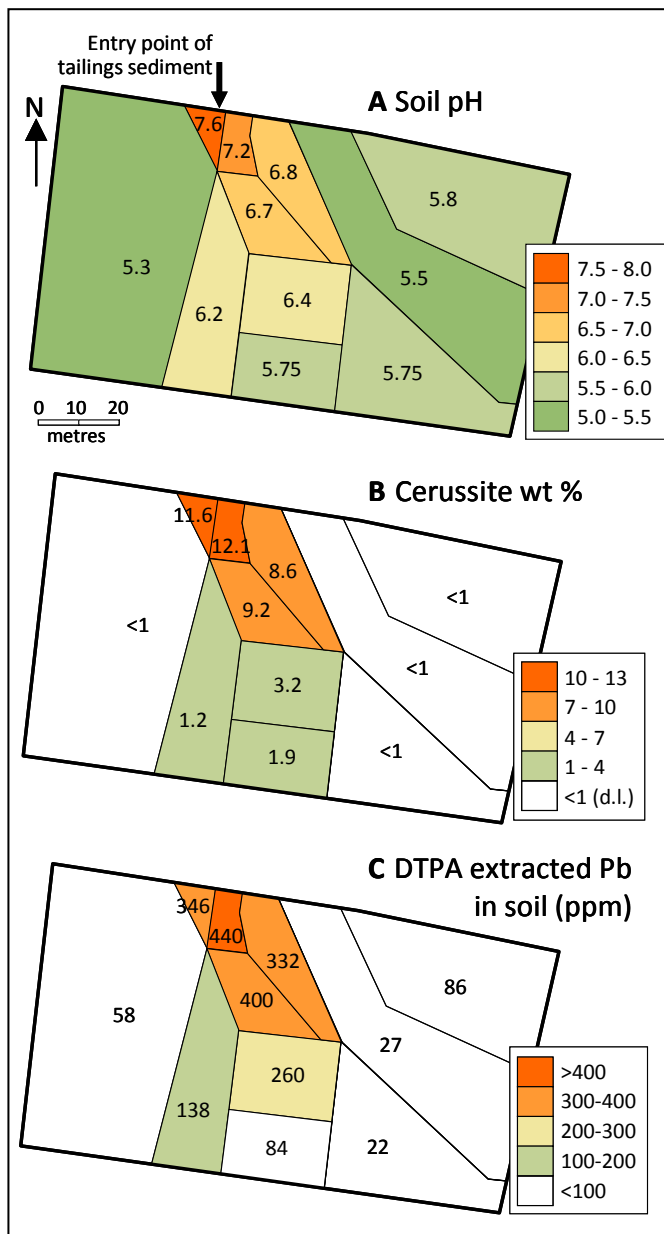 Entry point of
tailings sediment
N
A Soil pH
7.6
7.2
6.8
5.8
6.7
5.3
5.5
6.2
6.4
5.75
5.75
7.5 - 8.0
7.0 - 7.5
6.5 - 7.0
6.0 - 6.5
5.5 - 6.0
5.0 - 5.5
0 10 20
metres
B Cerussite wt %
11.6
12.1
8.6
<1
9.2
<1
<1
3.2
1.2
<1
1.9
10 - 13
7 - 10
4 - 7
1 - 4
<1 (d.l.)
C DTPA extracted Pb
in soil (ppm)
346
440
332
86
400
58
27
260
138
84
22
>400
300-400
200-300
100-200
<100